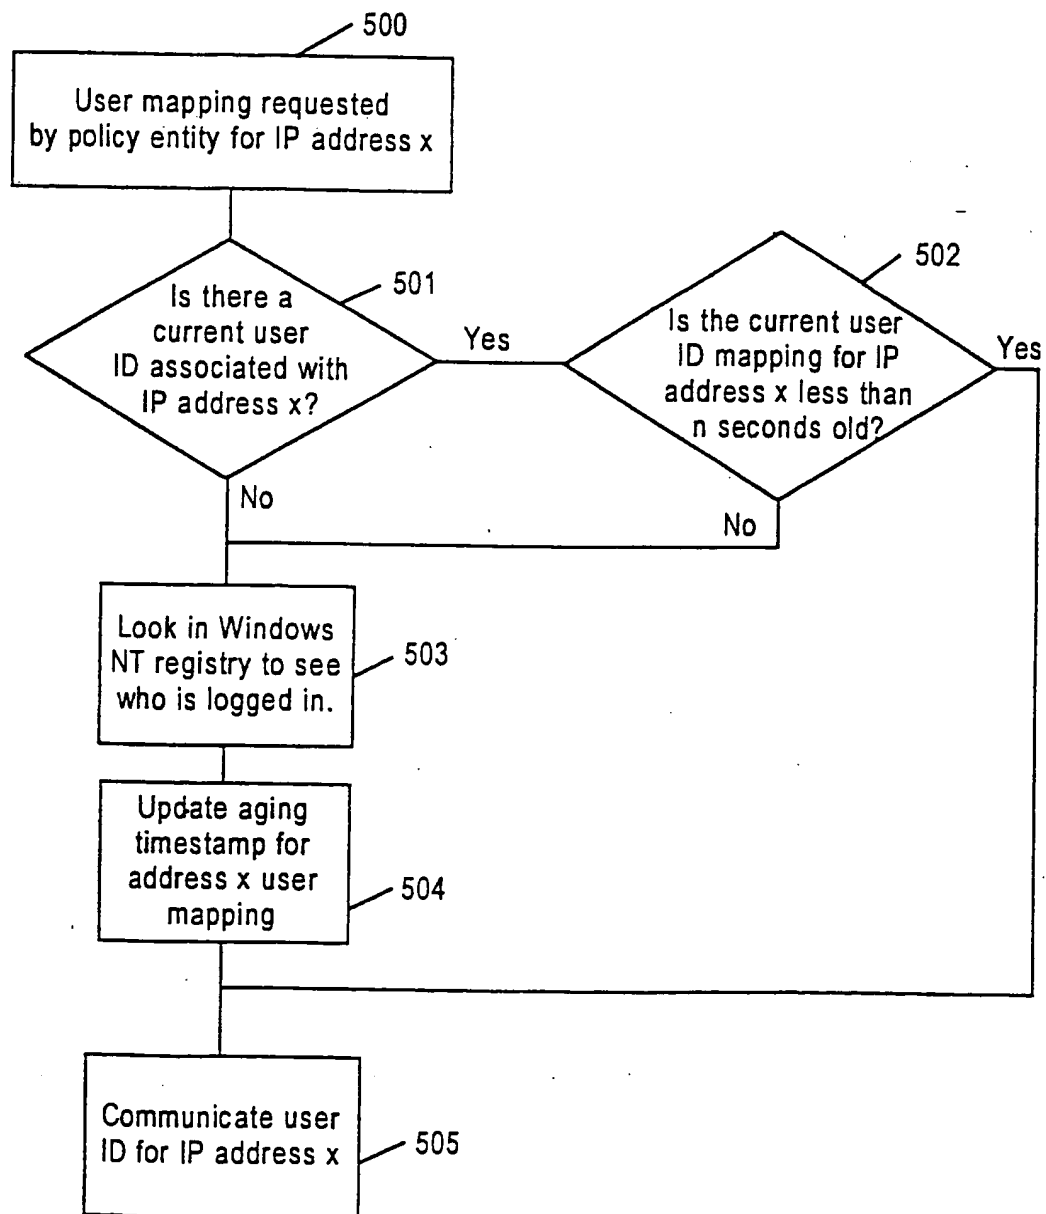 500
User mapping requested
by policy entity for IP address x
501
Is there a
current user
ID associated with
IP address x?
Yes
No
502
Is the current user
ID mapping for IP
address x less than
n seconds old?
Yes
No
Look in Windows
NT registry to see
who is logged in.
503
Update aging
timestamp for
address x user
mapping
504
Communicate user
ID for IP address x
505